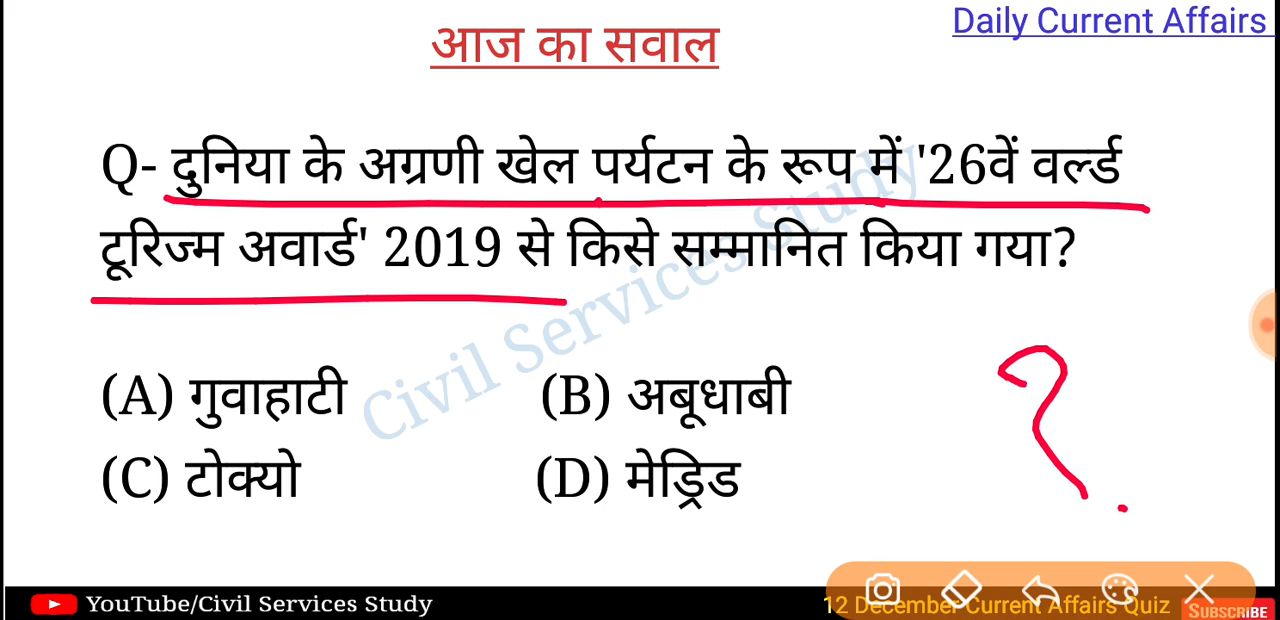 Daily Current Affairs
आज का सवाल
Q- दुनिया के अग्रणी खेल पर्यटन के रूप में '26वें वर्ल्ड
टूरिज्म अवार्ड' 2019 से किसे सम्मानित किया गया?
Civil Services Study
(A) गुवाहाटी (B) अबूधाबी
(C) टोक्यो (D) मेड्रिड
?
YouTube/Civil Services Study
12 December Current Affairs Quiz SUBSCRIBE